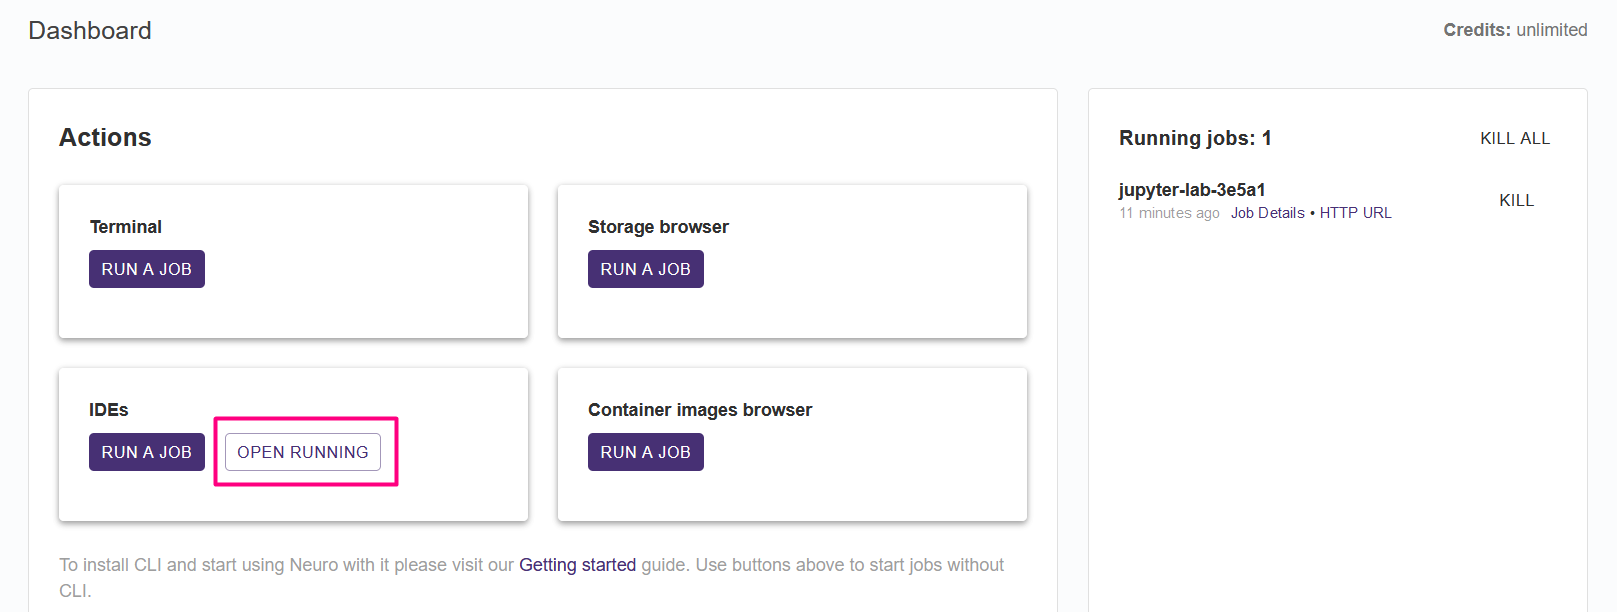 Dashboard
Credits: unlimited
Actions
Terminal
RUN A JOB
Storage browser
RUN A JOB
IDEs
RUN A JOB
OPEN RUNNING
Container images browser
RUN A JOB
To install CLI and start using Neuro with it please visit our Getting started guide. Use buttons above to start jobs without
CLI.
Running jobs: 1
KILL ALL
jupyter-lab-3e5a1
11 minutes ago Job Details • HTTP URL
KILL